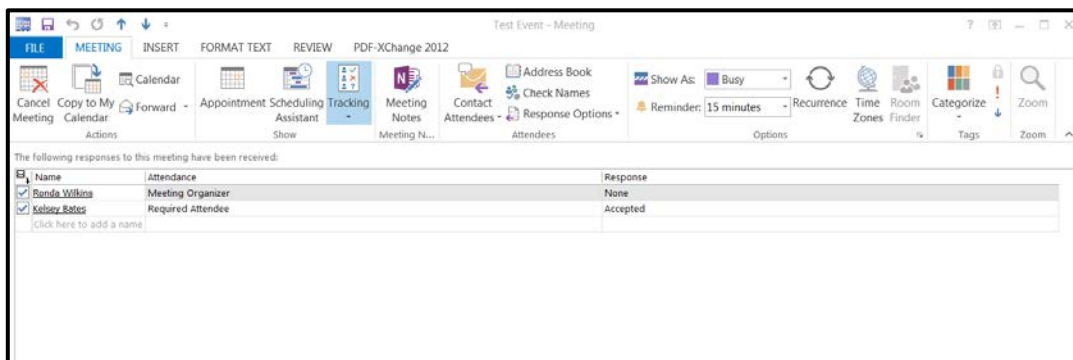 Test Event - Meeting
FILE MEETING INSERT FORMAT TEXT REVIEW PDF-XChange 2012
Cancel Meeting
Copy to My Calendar
Calendar
Forward
Actions
Appointment
Scheduling Assistant
Tracking
Show
Meeting Notes
Meeting N...
Contact Attendees
Address Book
Check Names
Response Options
Attendees
Show As: Busy
Reminder: 15 minutes
Recurrence
Time Zones
Room Finder
Options
Categorize
Tags
Zoom
Zoom
The following responses to this meeting have been received:
Name Attendance Response
Ronda Wilkins Meeting Organizer None
Kelsey Bates Required Attendee Accepted
Click here to add a name